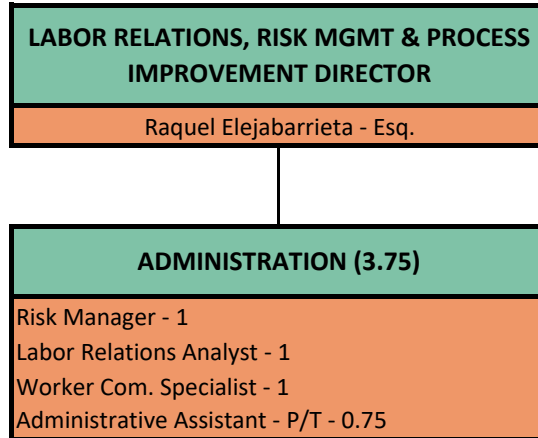 LABOR RELATIONS, RISK MGMT & PROCESS
IMPROVEMENT DIRECTOR
Raquel Elejabarrieta - Esq.
ADMINISTRATION (3.75)
Risk Manager - 1
Labor Relations Analyst - 1
Worker Com. Specialist - 1
Administrative Assistant - P/T - 0.75